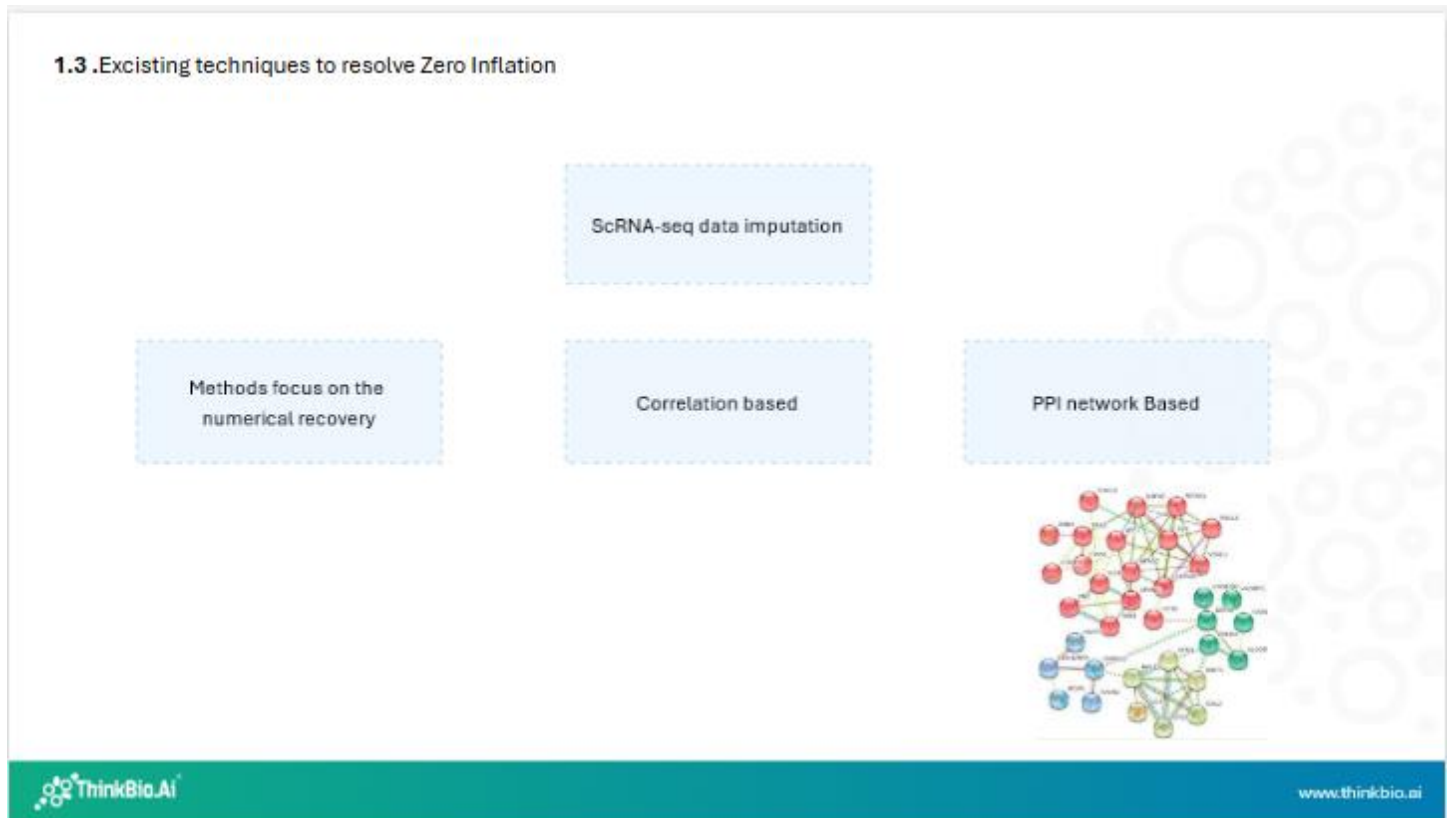 1.3 .Excisting techniques to resolve Zero Inflation
ScRNA-seq data imputation
Methods focus on the
numerical recovery
Correlation based
PPI network Based
ThinkBio.Ai
www.thinkbio.ai